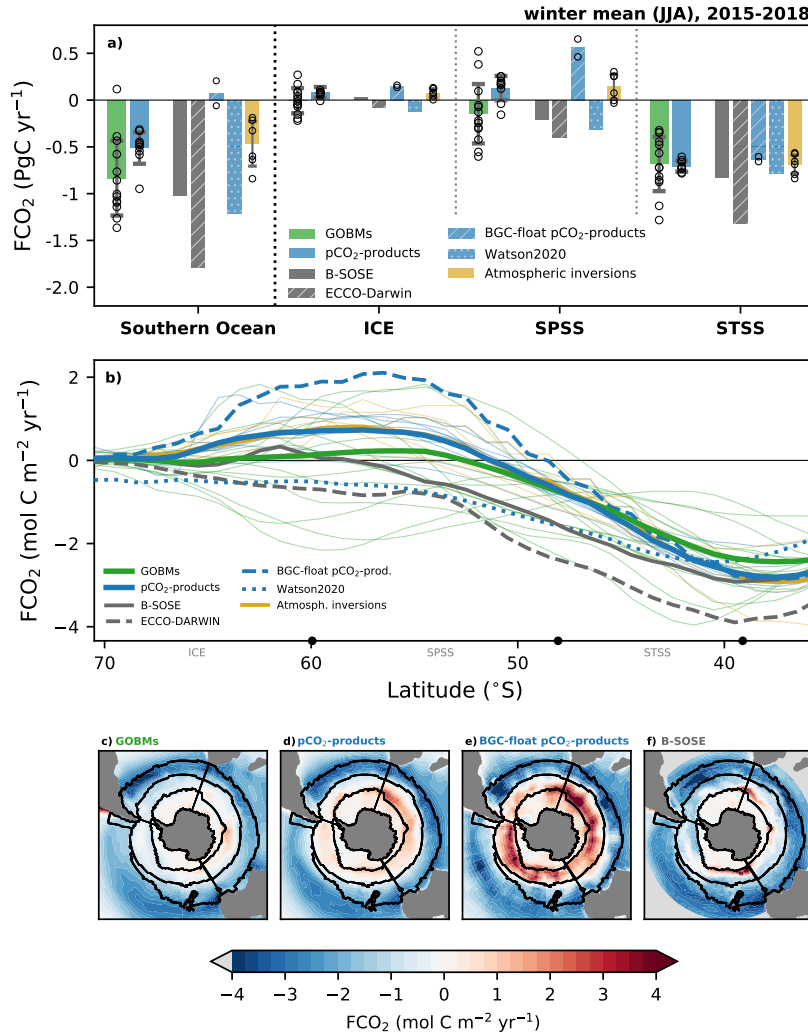 winter mean (JJA), 2015-2018
a)
FCO₂ (PgC yr⁻¹)
0.5
0
-0.5
-1.0
-1.5
-2.0
GOBMs
pCO₂-products
B-SOSE
ECCO-Darwin
BGC-float pCO₂-products
Watson2020
Atmospheric inversions
Southern Ocean
ICE
SPSS
STSS
b)
FCO₂ (mol C m⁻² yr⁻¹)
2
0
−2
−4
GOBMs
pCO₂-products
B-SOSE
ECCO-DARWIN
BGC-float pCO₂-prod.
Watson2020
Atmosph. inversions
ICE
SPSS
STSS
70
60
50
40
Latitude (°S)
c) GOBMs
d) pCO₂-products
e) BGC-float pCO₂-products
f) B-SOSE
−4 −3 −2 −1 0 1 2 3 4
FCO₂ (mol C m⁻² yr⁻¹)